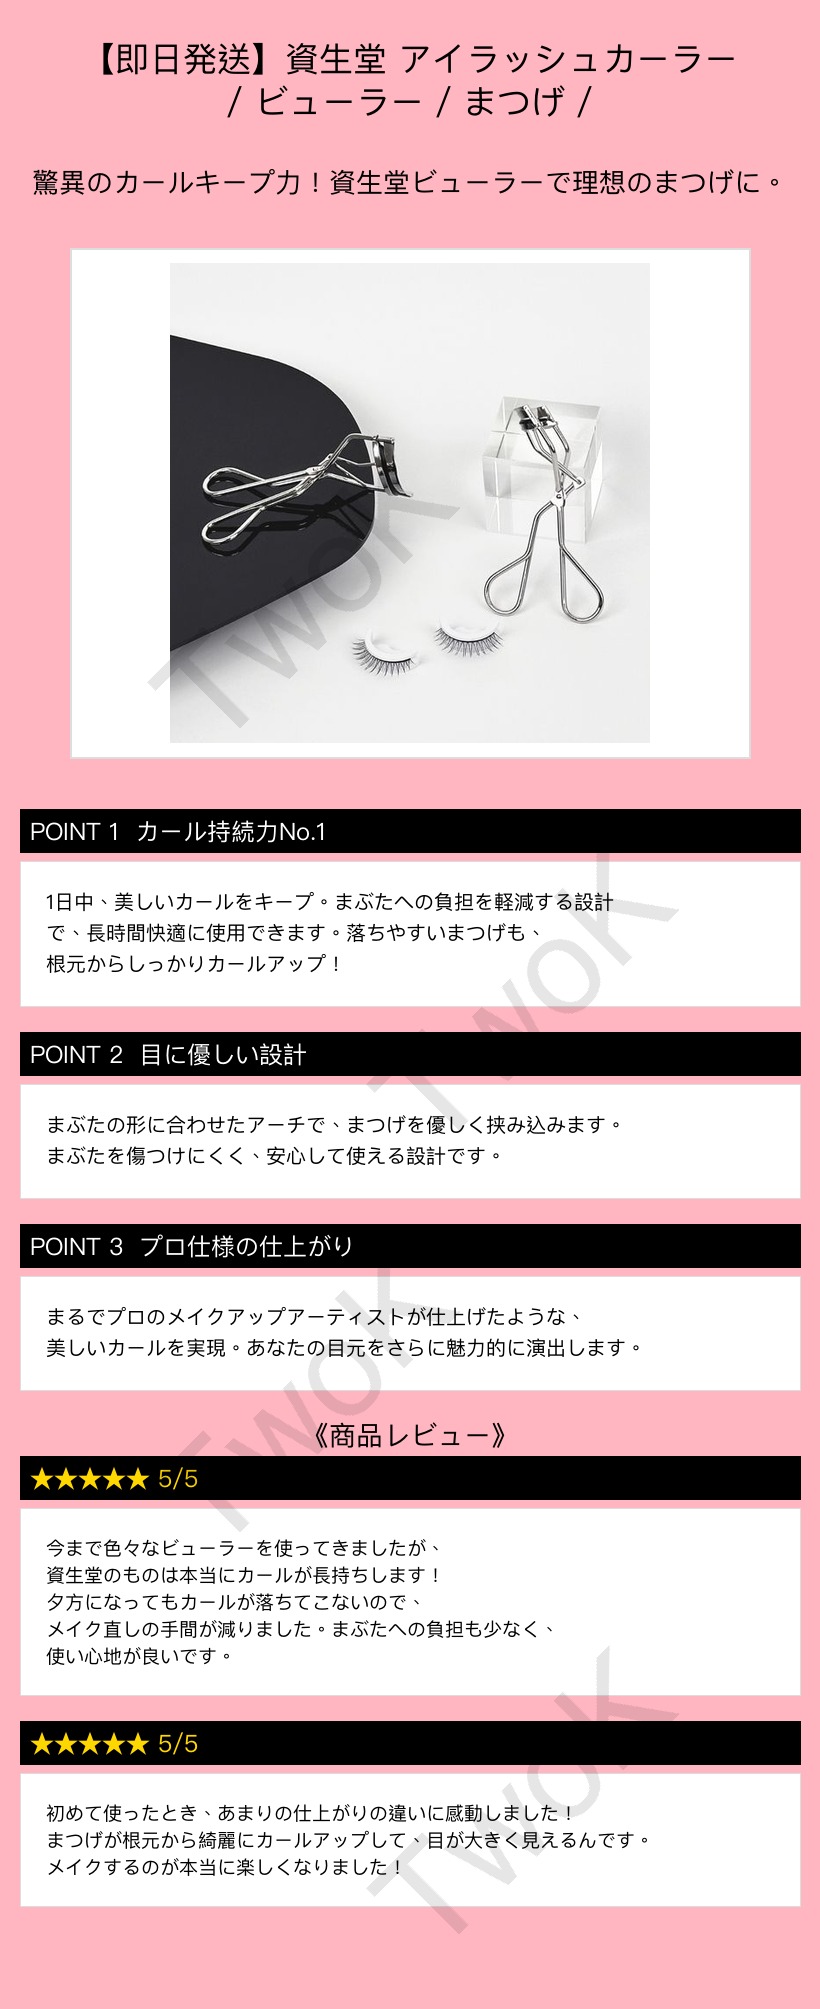 【即日発送】資生堂 アイラッシュカーラー
/ ビューラー / まつげ /
驚異のカールキープ力！資生堂ビューラーで理想のまつげに。
TwoK
POINT 1 カール持続力No.1
1日中、美しいカールをキープ。まぶたへの負担を軽減する設計
で、長時間快適に使用できます。落ちやすいまつげも、
根元からしっかりカールアップ！
TwoK
POINT 2 目に優しい設計
まぶたの形に合わせたアーチで、まつげを優しく挟み込みます。
まぶたを傷つけにくく、安心して使える設計です。
POINT 3 プロ仕様の仕上がり
まるでプロのメイクアップアーティストが仕上げたような、
美しいカールを実現。あなたの目元をさらに魅力的に演出します。
TwoK
《商品レビュー》
★★★★★ 5/5
今まで色々なビューラーを使ってきましたが、
資生堂のものは本当にカールが長持ちします！
夕方になってもカールが落ちてこないので、
メイク直しの手間が減りました。まぶたへの負担も少なく、
使い心地が良いです。
★★★★★ 5/5
初めて使ったとき、あまりの仕上がりの違いに感動しました！
まつげが根元から綺麗にカールアップして、目が大きく見えるんです。
メイクするのが本当に楽しくなりました！
TwoK